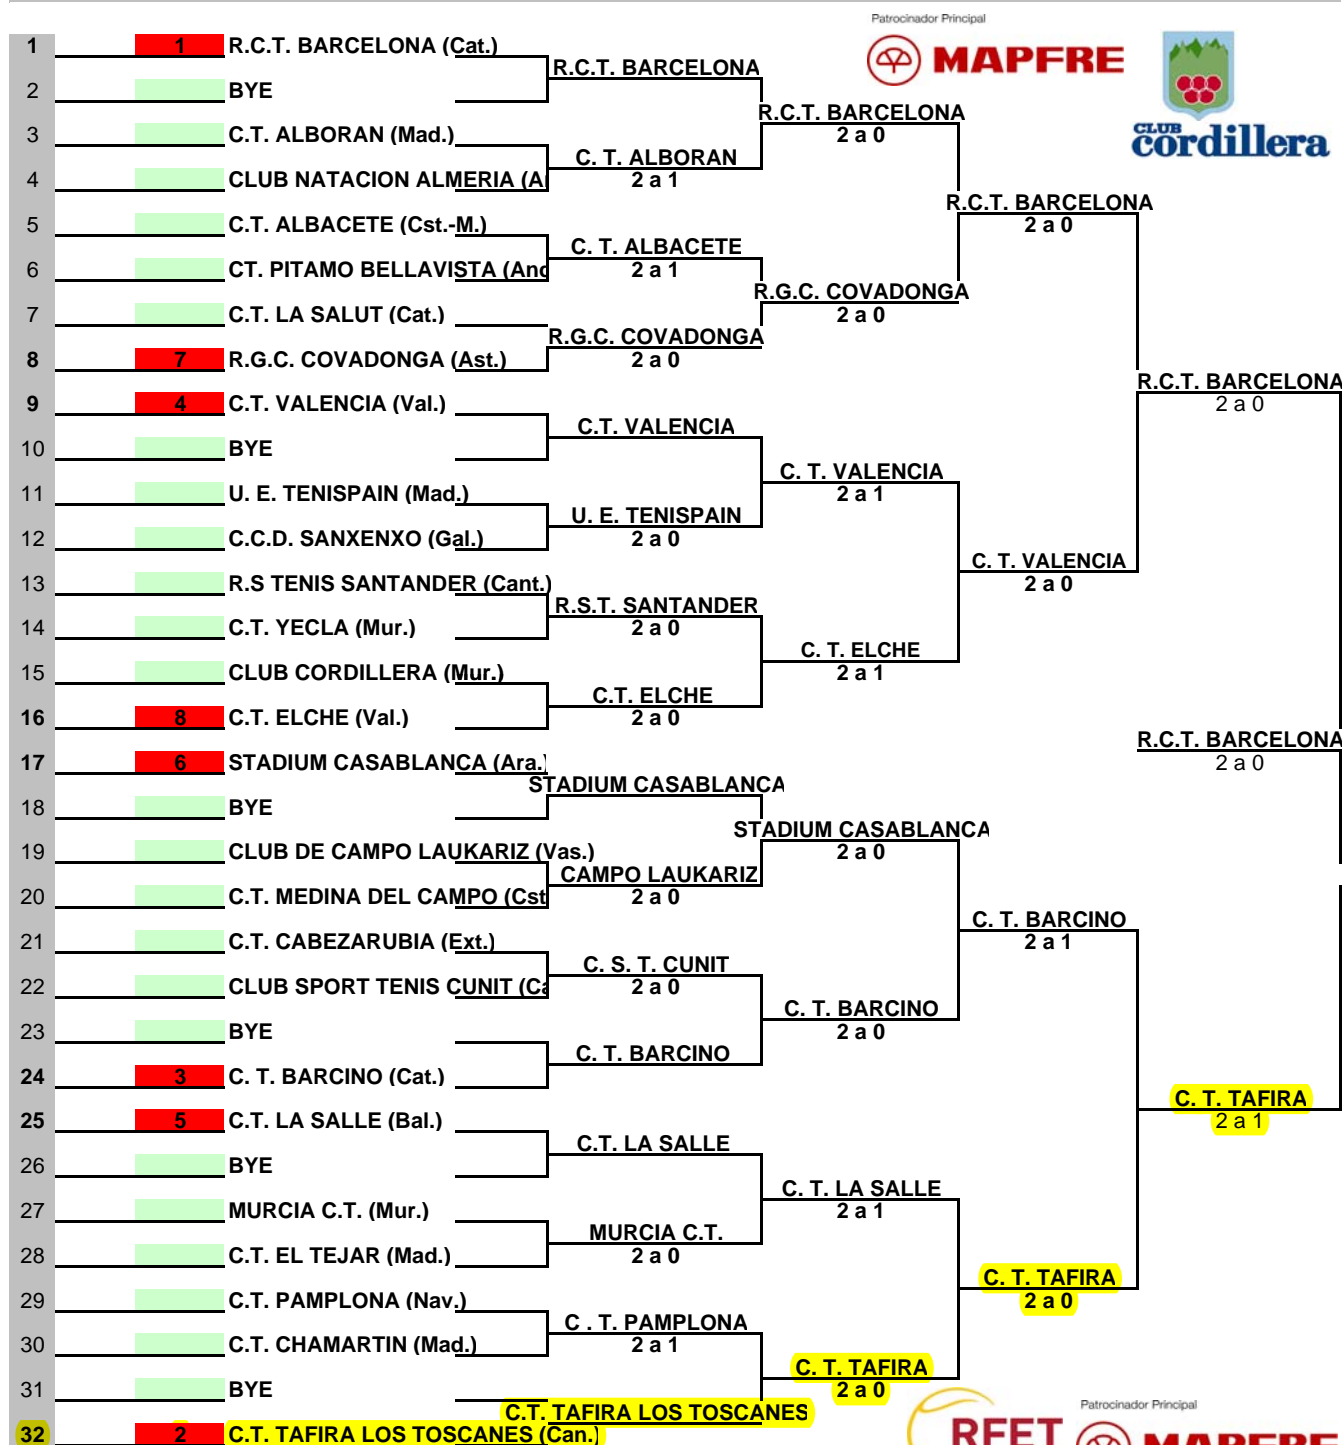 Patrocinador Principal
MAPFRE
CLUB
cordillera
1 1 R.C.T. BARCELONA (Cat.)
R.C.T. BARCELONA
2 BYE
R.C.T. BARCELONA
3 C.T. ALBORAN (Mad.)
2 a 0
C. T. ALBORAN
4 CLUB NATACION ALMERIA (A
2 a 1
R.C.T. BARCELONA
5 C.T. ALBACETE (Cst.-M.)
2 a 0
C. T. ALBACETE
6 CT. PITAMO BELLAVISTA (And
2 a 1
R.G.C. COVADONGA
7 C.T. LA SALUT (Cat.)
2 a 0
R.G.C. COVADONGA
8 7 R.G.C. COVADONGA (Ast.)
2 a 0
R.C.T. BARCELONA
9 4 C.T. VALENCIA (Val.)
2 a 0
C.T. VALENCIA
10 BYE
C. T. VALENCIA
11 U. E. TENISPAIN (Mad.)
2 a 1
U. E. TENISPAIN
12 C.C.D. SANXENXO (Gal.)
2 a 0
C. T. VALENCIA
13 R.S TENIS SANTANDER (Cant.)
2 a 0
R.S.T. SANTANDER
14 C.T. YECLA (Mur.)
2 a 0
C. T. ELCHE
15 CLUB CORDILLERA (Mur.)
2 a 1
C.T. ELCHE
16 8 C.T. ELCHE (Val.)
2 a 0
R.C.T. BARCELONA
17 6 STADIUM CASABLANCA (Ara.)
2 a 0
STADIUM CASABLANCA
18 BYE
STADIUM CASABLANCA
19 CLUB DE CAMPO LAUKARIZ (Vas.)
2 a 0
CAMPO LAUKARIZ
20 C.T. MEDINA DEL CAMPO (Cst
2 a 0
C. T. BARCINO
21 C.T. CABEZARUBIA (Ext.)
2 a 1
C. S. T. CUNIT
22 CLUB SPORT TENIS CUNIT (Ca
2 a 0
C. T. BARCINO
23 BYE
2 a 0
C. T. BARCINO
24 3 C. T. BARCINO (Cat.)
C. T. TAFIRA
25 5 C.T. LA SALLE (Bal.)
2 a 1
C.T. LA SALLE
26 BYE
C. T. LA SALLE
27 MURCIA C.T. (Mur.)
2 a 1
MURCIA C.T.
28 C.T. EL TEJAR (Mad.)
2 a 0
C. T. TAFIRA
29 C.T. PAMPLONA (Nav.)
2 a 0
C . T. PAMPLONA
30 C.T. CHAMARTIN (Mad.)
2 a 1
C. T. TAFIRA
31 BYE
2 a 0
C.T. TAFIRA LOS TOSCANES
32 2 C.T. TAFIRA LOS TOSCANES (Can.)
Patrocinador Principal
RFET
MAPFRE